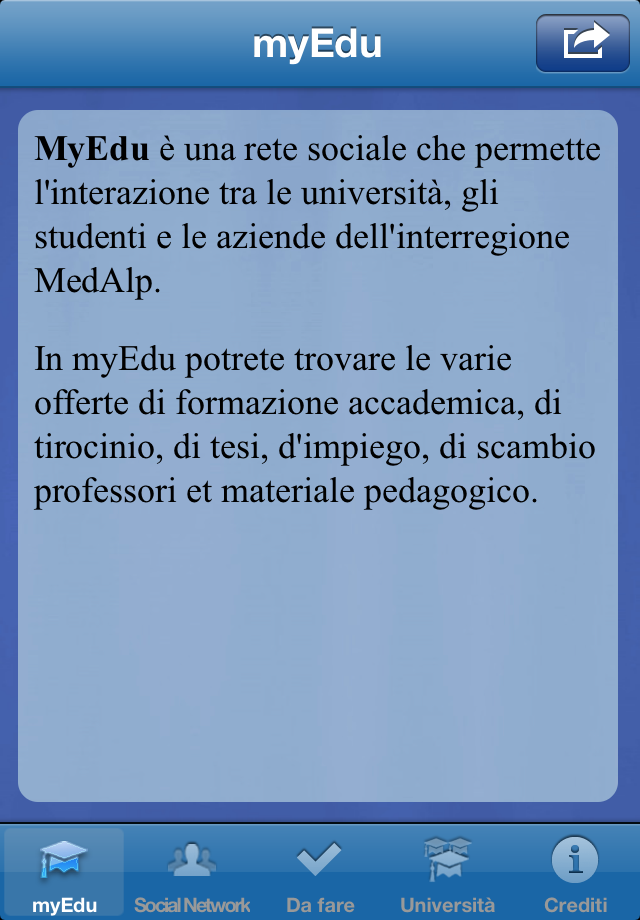 myEdu
MyEdu è una rete sociale che permette
l'interazione tra le università, gli
studenti e le aziende dell'interregione
MedAlp.
In myEdu potrete trovare le varie
offerte di formazione accademica, di
tirocinio, di tesi, d'impiego, di scambio
professori et materiale pedagogico.
myEdu
Social Network
Da fare
Università
Crediti